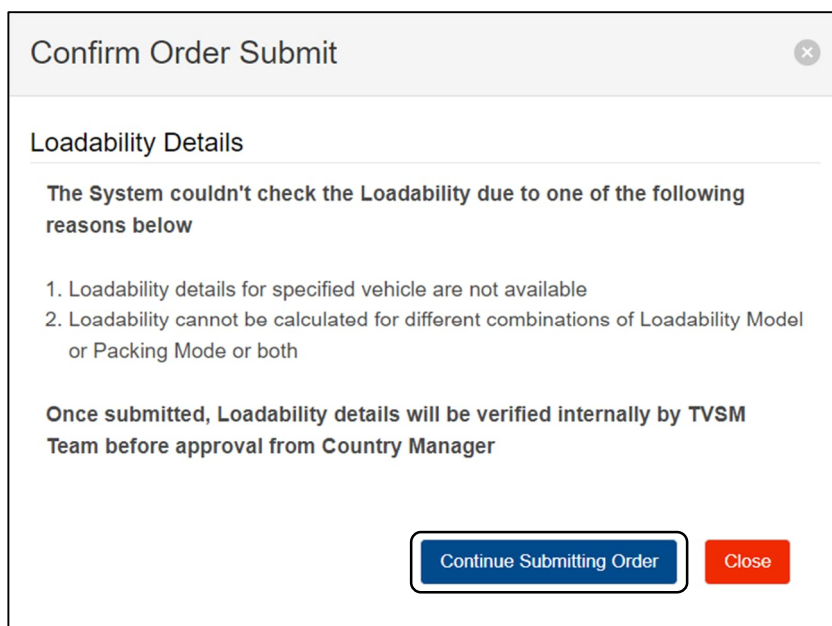 Confirm Order Submit
Loadability Details
The System couldn't check the Loadability due to one of the following
reasons below
1. Loadability details for specified vehicle are not available
2. Loadability cannot be calculated for different combinations of Loadability Model
or Packing Mode or both
Once submitted, Loadability details will be verified internally by TVSM
Team before approval from Country Manager
Continue Submitting Order
Close